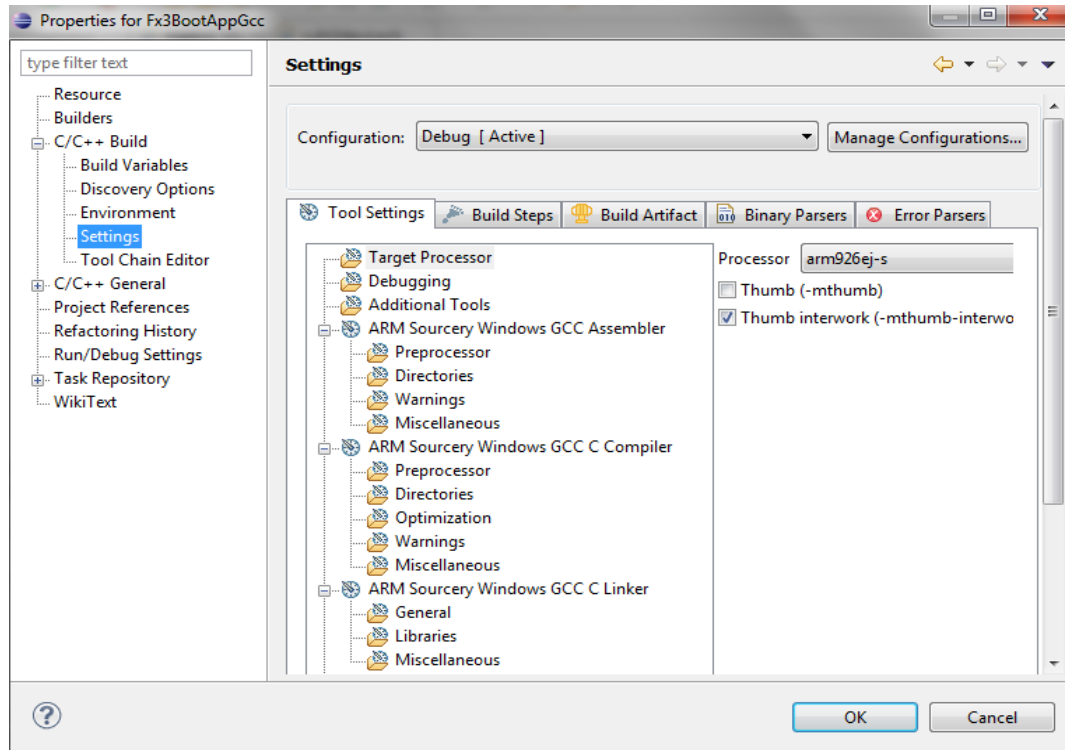 Properties for Fx3BootAppGcc
type filter text
Resource
Builders
C/C++ Build
Build Variables
Discovery Options
Environment
Settings
Tool Chain Editor
C/C++ General
Project References
Refactoring History
Run/Debug Settings
Task Repository
WikiText
Settings
Configuration: Debug [ Active ] Manage Configurations...
Tool Settings Build Steps Build Artifact Binary Parsers Error Parsers
Target Processor
Debugging
Additional Tools
ARM Sourcery Windows GCC Assembler
Preprocessor
Directories
Warnings
Miscellaneous
ARM Sourcery Windows GCC C Compiler
Preprocessor
Directories
Optimization
Warnings
Miscellaneous
ARM Sourcery Windows GCC C Linker
General
Libraries
Miscellaneous
Processor arm926ej-s
Thumb (-mthumb)
Thumb interwork (-mthumb-interwo
OK Cancel